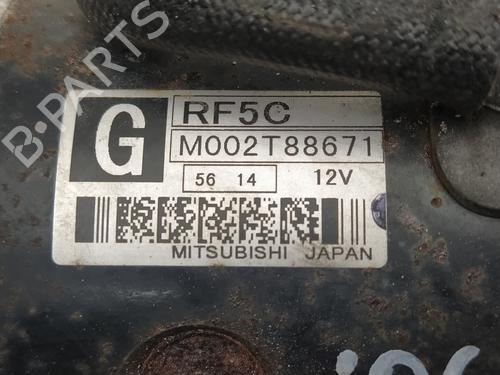 B-PARTS
G
RF5C
M002T88671
56 14
12V
MITSUBISHI JAPAN